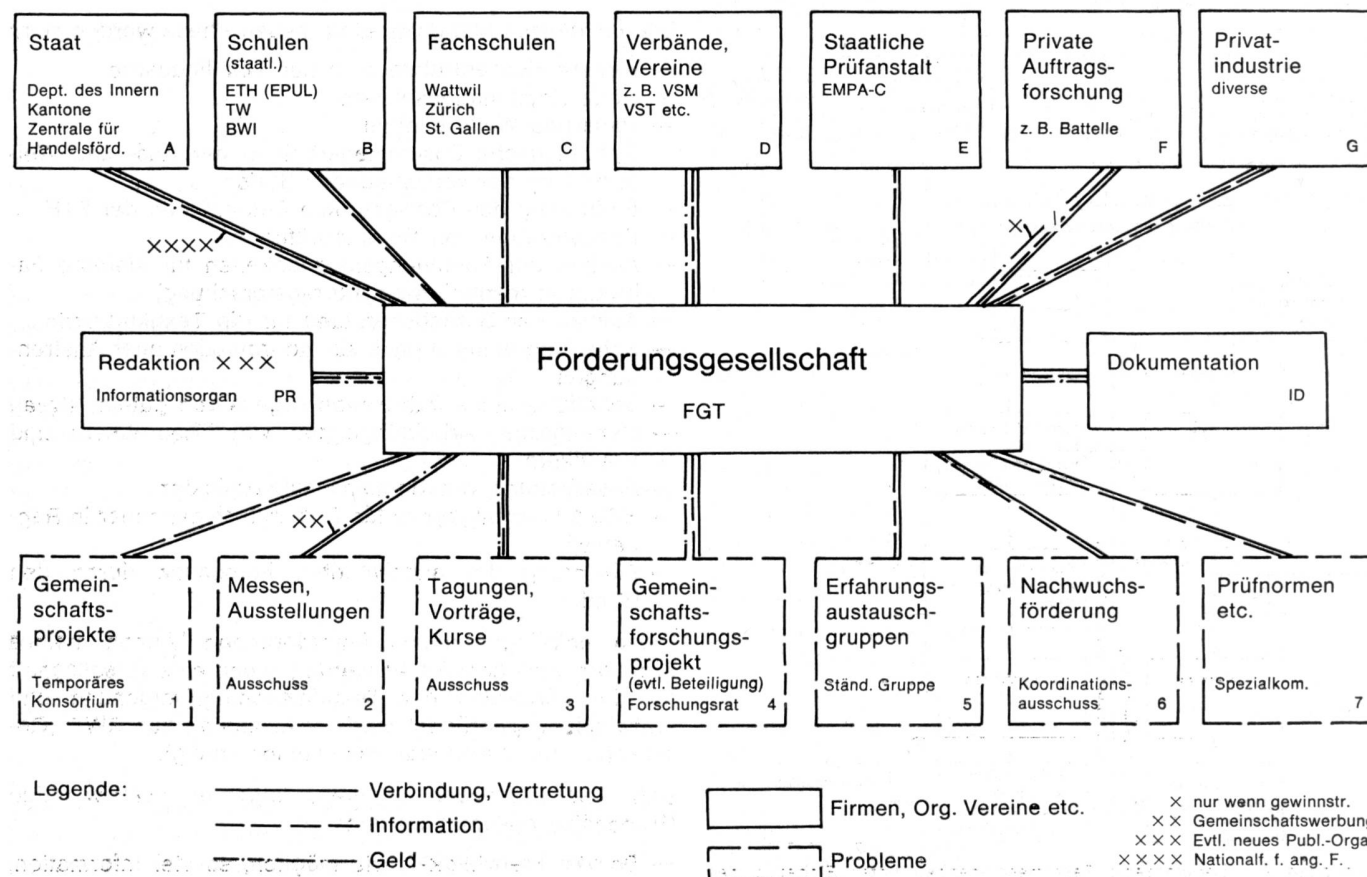 Staat
Dept. des Innern
Kantone
Zentrale für
Handelsförd.
A
Schulen
(staatl.)
ETH (EPUL)
TW
BWI
B
Fachschulen
Wattwil
Zürich
St. Gallen
C
Verbände,
Vereine
z. B. VSM
VST etc.
D
Staatliche
Prüfanstalt
EMPA-C
E
Private
Auftrags-
forschung
z. B. Battelle
F
Privat-
industrie
diverse
G
××××
×
Redaktion ×××
Informationsorgan PR
Förderungsgesellschaft
FGT
Dokumentation
ID
××
Gemein-
schafts-
projekte
Temporäres
Konsortium
1
Messen,
Ausstellungen
Ausschuss
2
Tagungen,
Vorträge,
Kurse
Ausschuss
3
Gemein-
schafts-
forschungs-
projekt
(evtl. Beteiligung)
Forschungsrat
4
Erfahrungs-
austausch-
gruppen
Ständ. Gruppe
5
Nachwuchs-
förderung
Koordinations-
ausschuss
6
Prüfnormen
etc.
Spezialkom.
7
Legende:
Verbindung, Vertretung
Information
Geld
Firmen, Org. Vereine etc.
Probleme
× nur wenn gewinnstr.
×× Gemeinschaftswerbung
××× Evtl. neues Publ.-Orga
×××× Nationalf. f. ang. F.